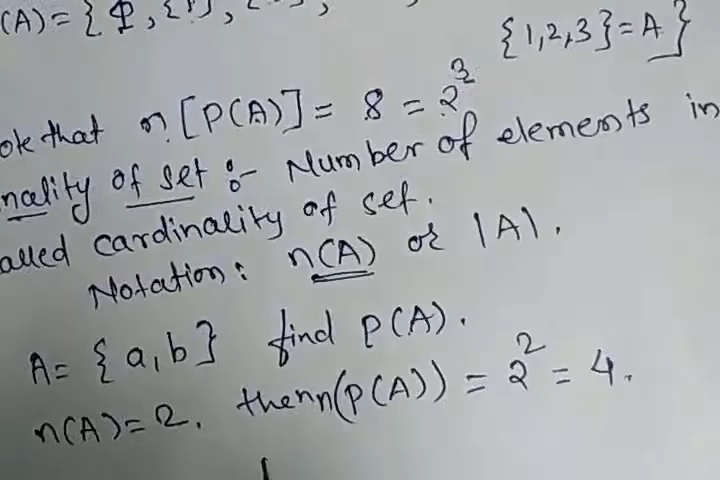 (A) = { Φ, {1}, {
{1,2,3} = A }
ote that n[P(A)] = 8 = 2³
nality of set :- Number of elements in
alled cardinality of set.
Notation: n(A) or |A|.
A = {a,b} find P(A).
n(A) = 2. then n(P(A)) = 2² = 4.